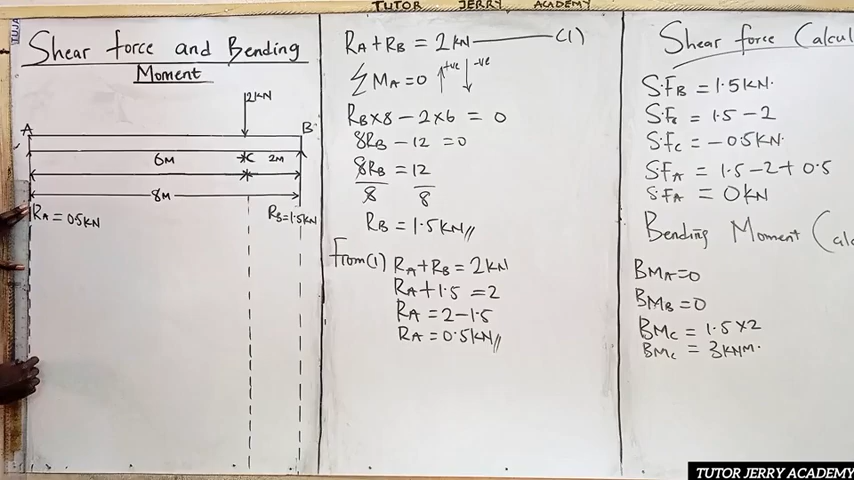 TUTOR JERRY ACADEMY
Shear force and Bending
Moment
2KN
A
B
6M
C
2M
8M
RA = 0.5KN
RB=1.5KN
RA + RB = 2KN (1)
∑MA=0 ↑+ve ↓-ve
RB×8 - 2×6 = 0
8RB - 12 = 0
8RB = 12
8 8
RB = 1.5KN//
From(1) RA + RB = 2KN
RA + 1.5 = 2
RA = 2-1.5
RA = 0.5KN//
Shear force Calcul
S.FB = 1.5KN.
S.FC = 1.5 - 2
S.FC = -0.5KN.
S.FA = 1.5 - 2 + 0.5
S.FA = 0KN
Bending Moment Calc
BMA=0
BMB=0
BMC = 1.5×2
BMC = 3KNM.
TUTOR JERRY ACADEMY